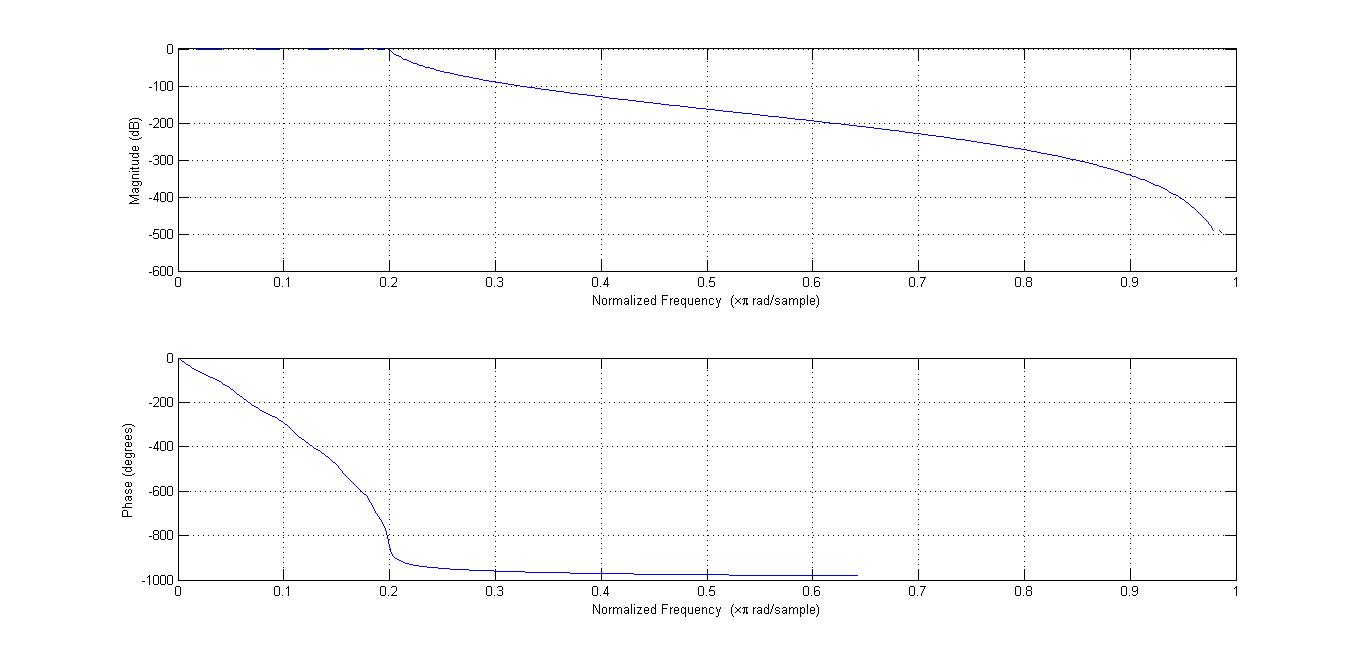 0
-100
-200
-300
-400
-500
-600
Magnitude (dB)
0 0.1 0.2 0.3 0.4 0.5 0.6 0.7 0.8 0.9 1
Normalized Frequency (×π rad/sample)
0
-200
-400
-600
-800
-1000
Phase (degrees)
0 0.1 0.2 0.3 0.4 0.5 0.6 0.7 0.8 0.9 1
Normalized Frequency (×π rad/sample)